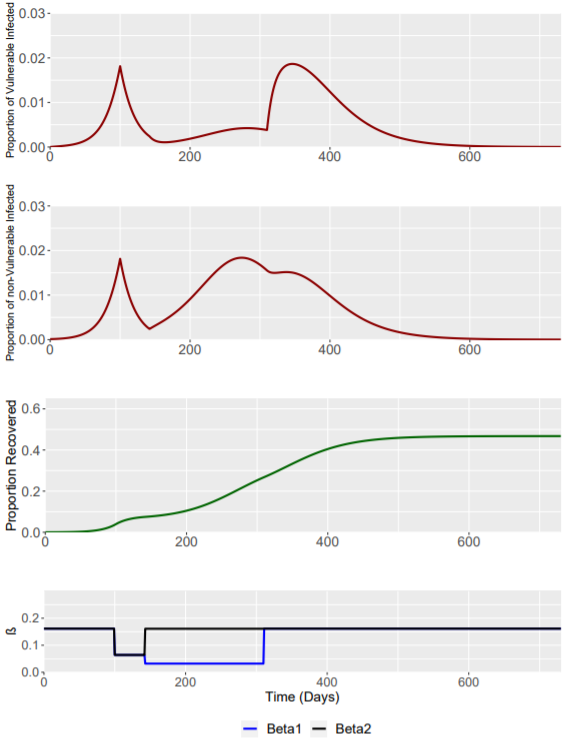 Proportion of Vulnerable Infected
0.03
0.02
0.01
0.00
0 200 400 600
Proportion of non-Vulnerable Infected
0.03
0.02
0.01
0.00
0 200 400 600
Proportion Recovered
0.6
0.4
0.2
0.0
0 200 400 600
ß
0.2
0.1
0.0
0 200 400 600
Time (Days)
Beta1 Beta2